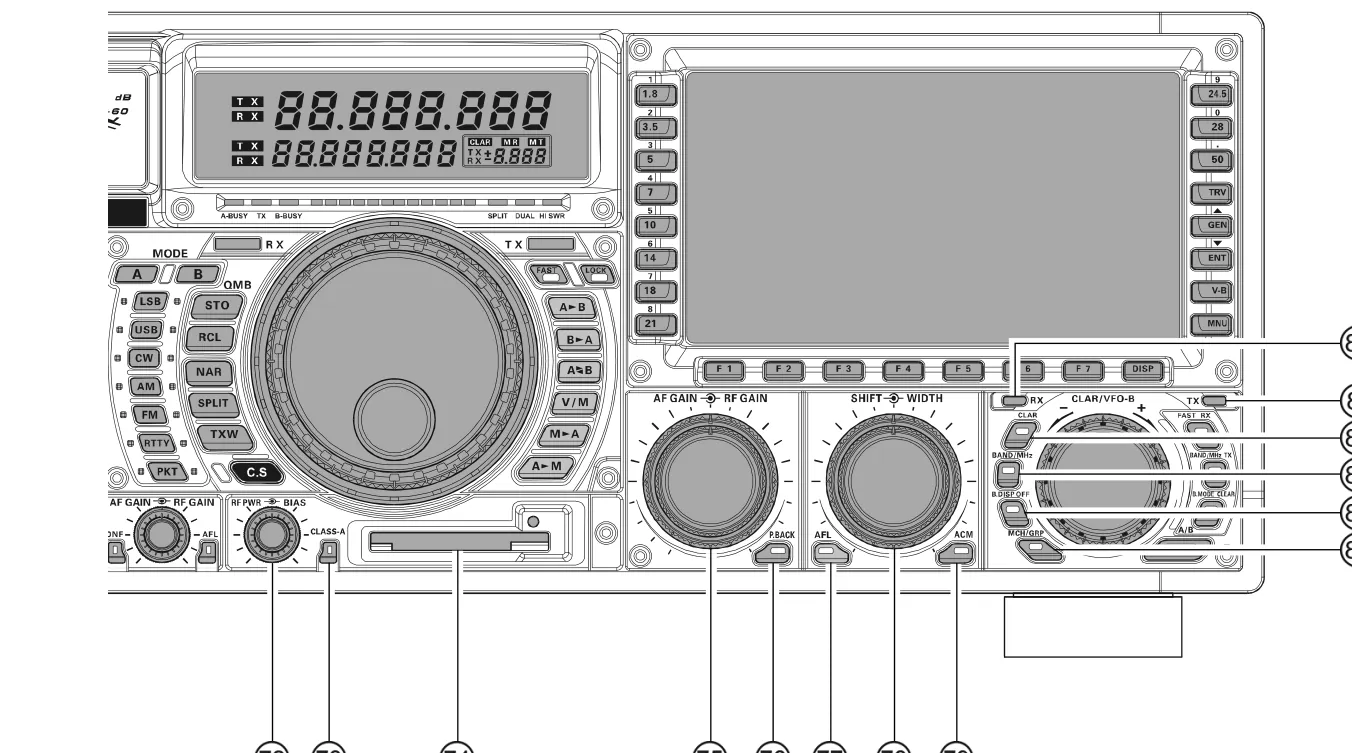 dB
-60
TX
RX
88.888.888
TX
RX
88.888.888
CLAR MR MT
TX
RX
±8.888
A-BUSY TX B-BUSY SPLIT DUAL HI SWR
RX
TX
MODE
A
B
FAST
LOCK
QMB
LSB
USB
CW
AM
FM
RTTY
PKT
STO
RCL
NAR
SPLIT
TXW
C.S
A►B
B►A
V/M
M►A
A►M
AF GAIN RF GAIN
AFL
RF PWR BIAS
CLASS-A
1
1.8
2
3.5
3
5
4
7
5
10
6
14
7
18
8
21
9
24.5
0
28
.
50
TRV
▲
GEN
▼
ENT
V-B
MNU
F 1
F 2
F 3
F 4
F 5
6
F 7
DISP
AF GAIN RF GAIN
P.BACK
SHIFT WIDTH
AFL
ACM
RX
CLAR/VFO-B
TX
− +
CLAR
FAST RX
BAND/MHz
BAND/MHz TX
B.DISP OFF
B.MODE CLEAR
MCH/GRP
A/B